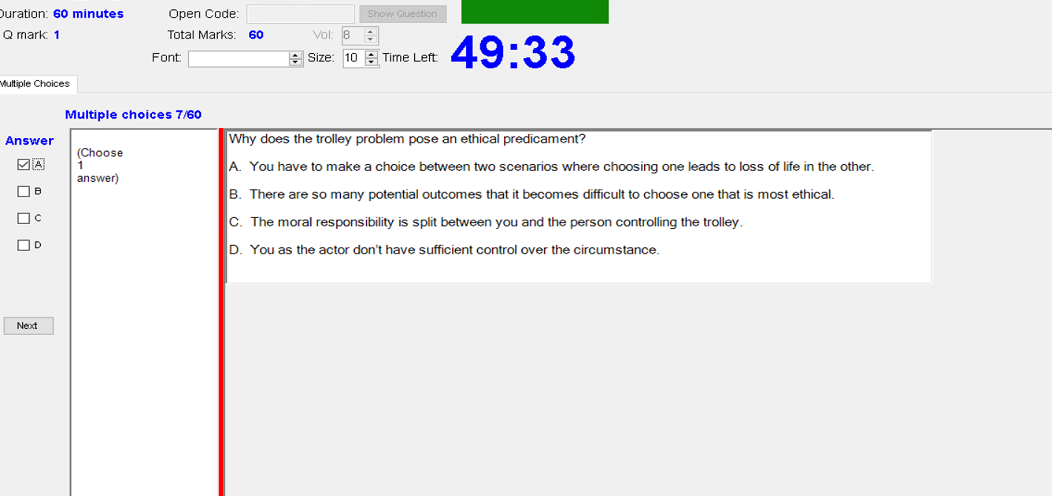 Duration: 60 minutes Open Code: Show Question
Q mark: 1 Total Marks: 60 Vol: 8
Font: Size: 10 Time Left: 49:33
Multiple Choices
Multiple choices 7/60
Answer
A
B
C
D
Next
(Choose
1
answer)
Why does the trolley problem pose an ethical predicament?
A. You have to make a choice between two scenarios where choosing one leads to loss of life in the other.
B. There are so many potential outcomes that it becomes difficult to choose one that is most ethical.
C. The moral responsibility is split between you and the person controlling the trolley.
D. You as the actor don't have sufficient control over the circumstance.